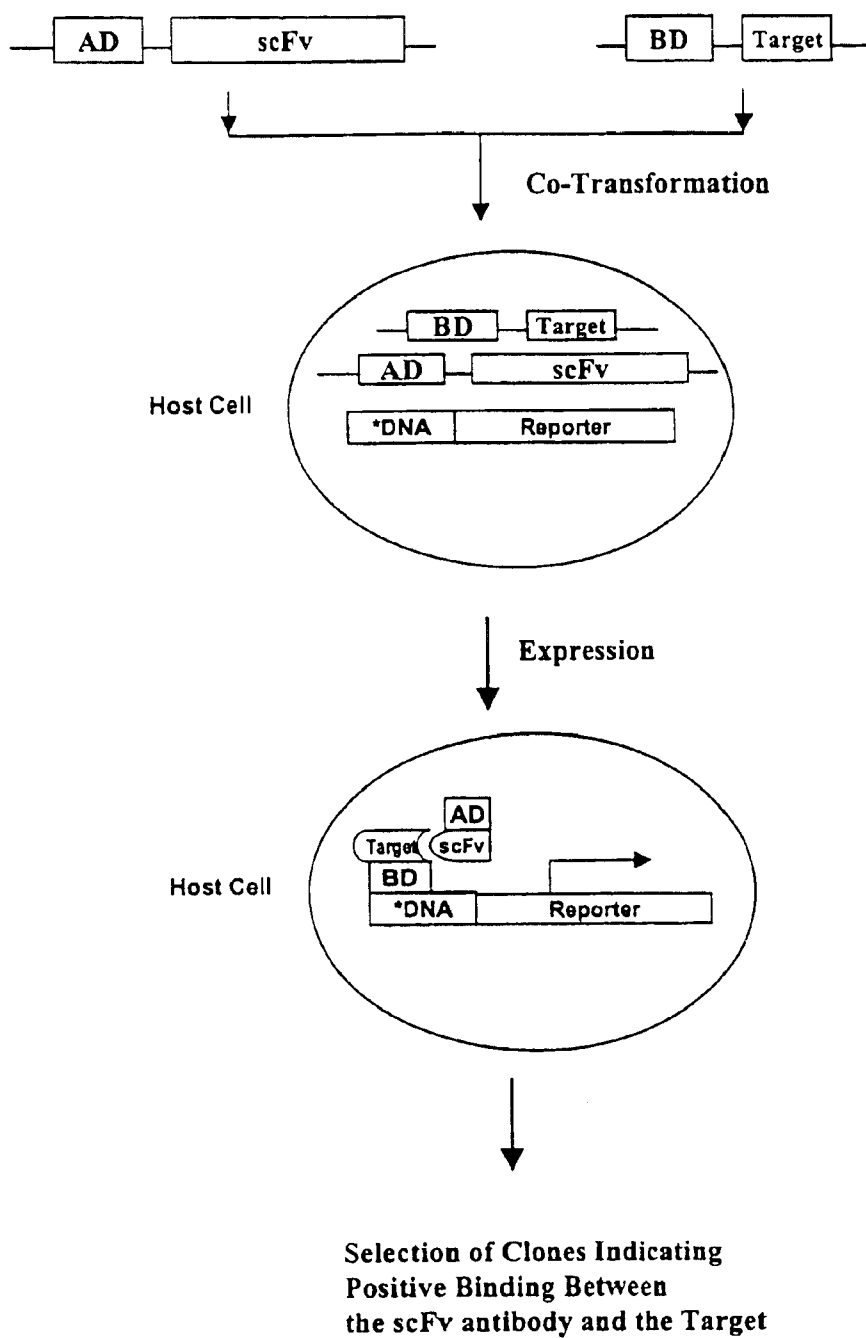 AD scFv BD Target
Co-Transformation
BD Target
AD scFv
Host Cell
*DNA Reporter
Expression
AD
Target scFv
BD
Host Cell
*DNA Reporter
Selection of Clones Indicating
Positive Binding Between
the scFv antibody and the Target